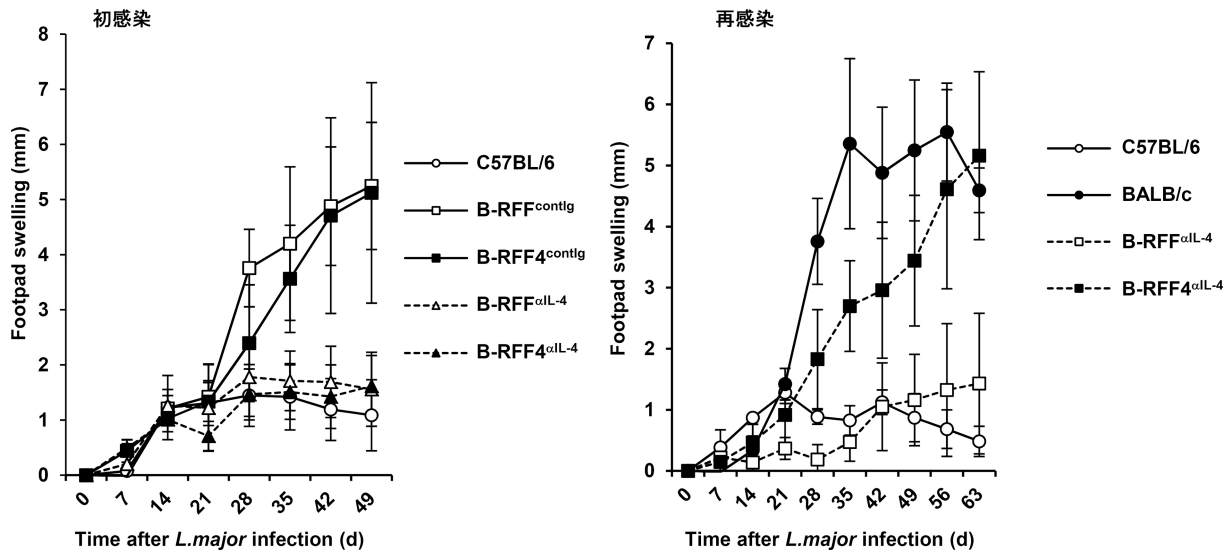 初感染
Footpad swelling (mm)
8
7
6
5
4
3
2
1
0
0 7 14 21 28 35 42 49
Time after L.major infection (d)
C57BL/6
B-RFFcontIg
B-RFF4contIg
B-RFFαIL-4
B-RFF4αIL-4
再感染
Footpad swelling (mm)
7
6
5
4
3
2
1
0
0 7 14 21 28 35 42 49 56 63
Time after L.major infection (d)
C57BL/6
BALB/c
B-RFFαIL-4
B-RFF4αIL-4